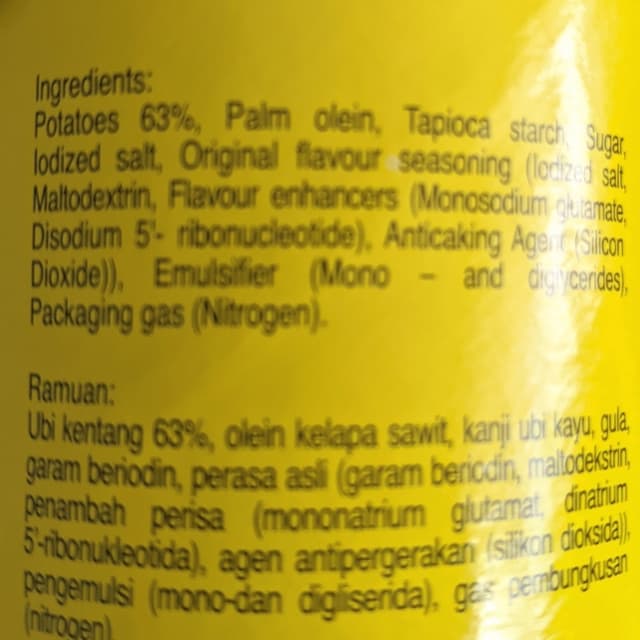 Ingredients:
Potatoes 63%, Palm olein, Tapioca starch, Sugar,
Iodized salt, Original flavour seasoning (Iodized salt,
Maltodextrin, Flavour enhancers (Monosodium glutamate,
Disodium 5'- ribonucleotide), Anticaking Agent (Silicon
Dioxide)), Emulsifier (Mono – and diglycerides),
Packaging gas (Nitrogen).
Ramuan:
Ubi kentang 63%, olein kelapa sawit, kanji ubi kayu, gula,
garam beriodin, perasa asli (garam beriodin, maltodekstrin,
penambah perisa (mononatrium glutamat, dinatrium
5'-ribonukleotida), agen antipergerakan (silikon dioksida)),
pengemulsi (mono-dan digliserida), gas pembungkusan
(nitrogen).